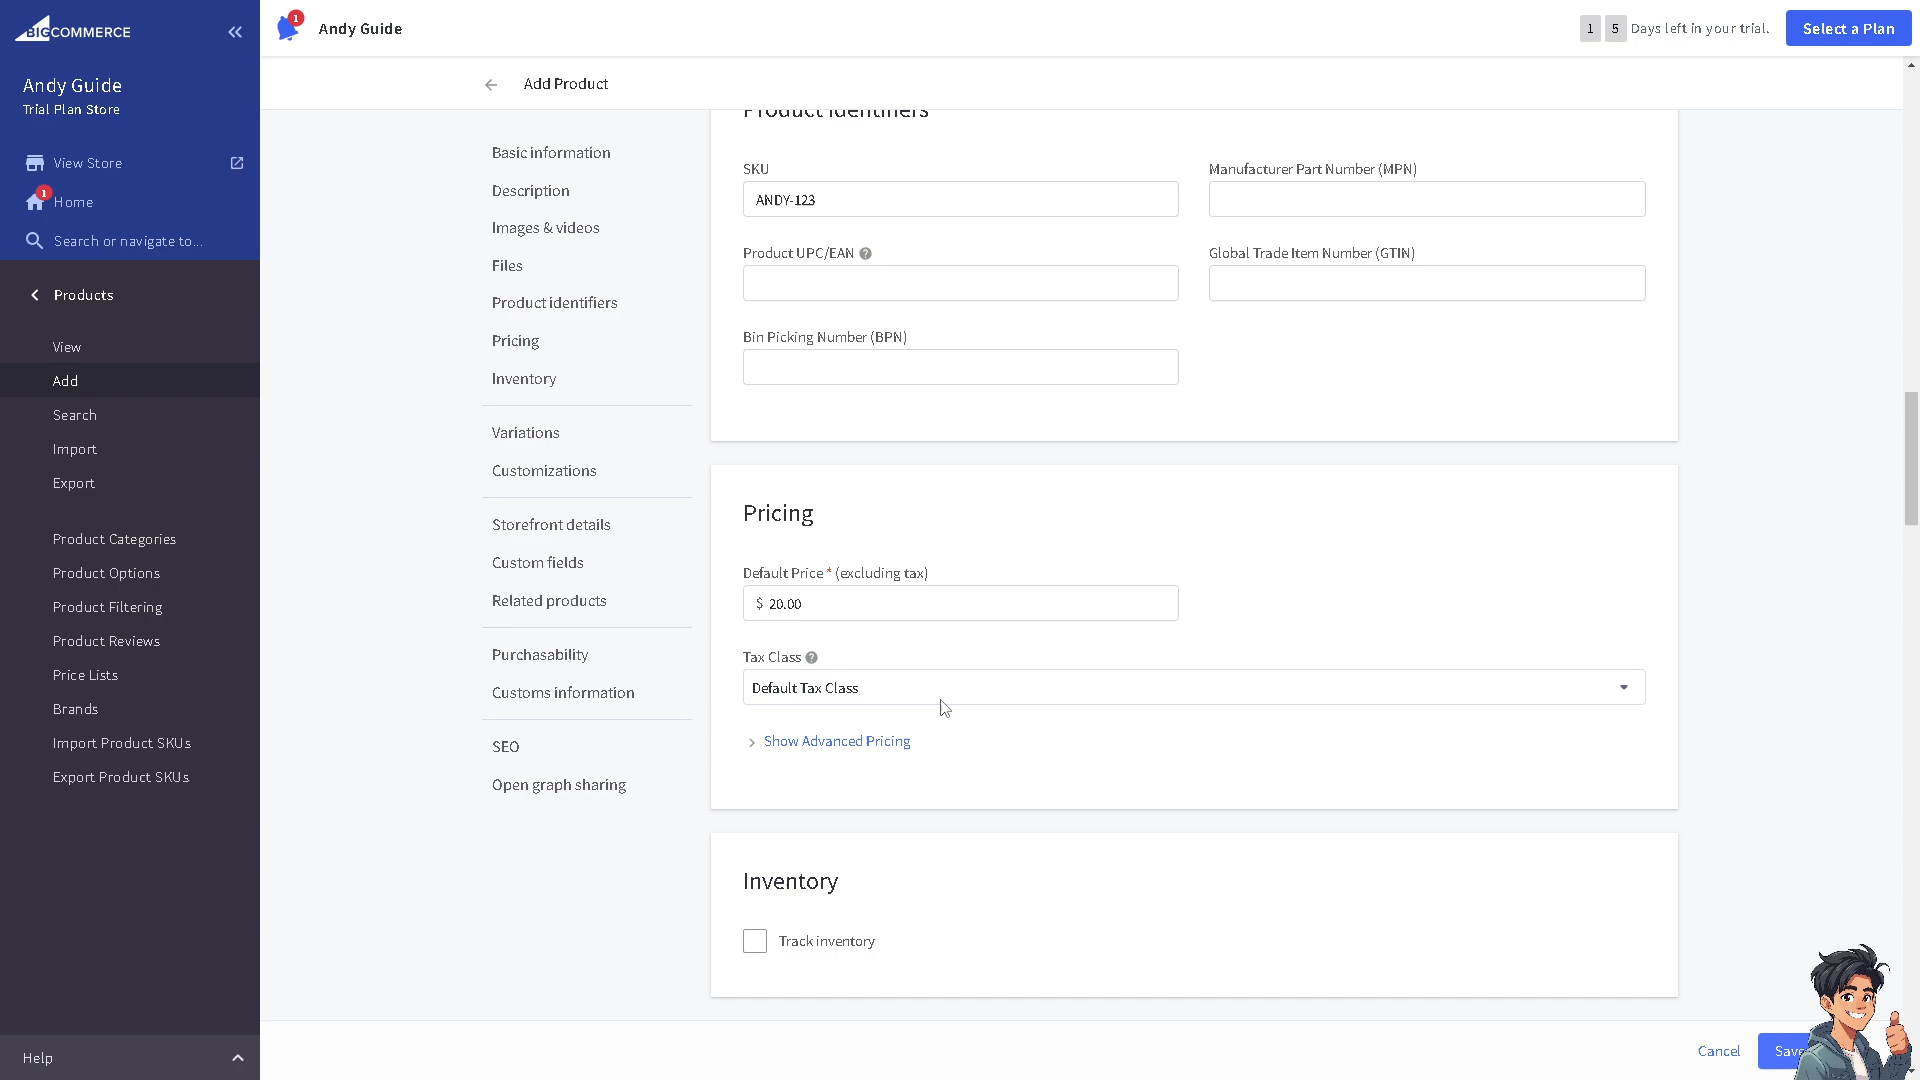 BIGCOMMERCE
Andy Guide
Trial Plan Store
View Store
1
Home
Search or navigate to...
Products
View
Add
Search
Import
Export
Product Categories
Product Options
Product Filtering
Product Reviews
Price Lists
Brands
Import Product SKUs
Export Product SKUs
Help
1
Andy Guide
1 5 Days left in your trial.
Select a Plan
Add Product
Basic information
Description
Images & videos
Files
Product identifiers
Pricing
Inventory
Variations
Customizations
Storefront details
Custom fields
Related products
Purchasability
Customs information
SEO
Open graph sharing
Product Identifiers
SKU
ANDY-123
Manufacturer Part Number (MPN)
Product UPC/EAN ?
Global Trade Item Number (GTIN)
Bin Picking Number (BPN)
Pricing
Default Price * (excluding tax)
$ 20.00
Tax Class ?
Default Tax Class
Show Advanced Pricing
Inventory
Track inventory
Cancel
Save